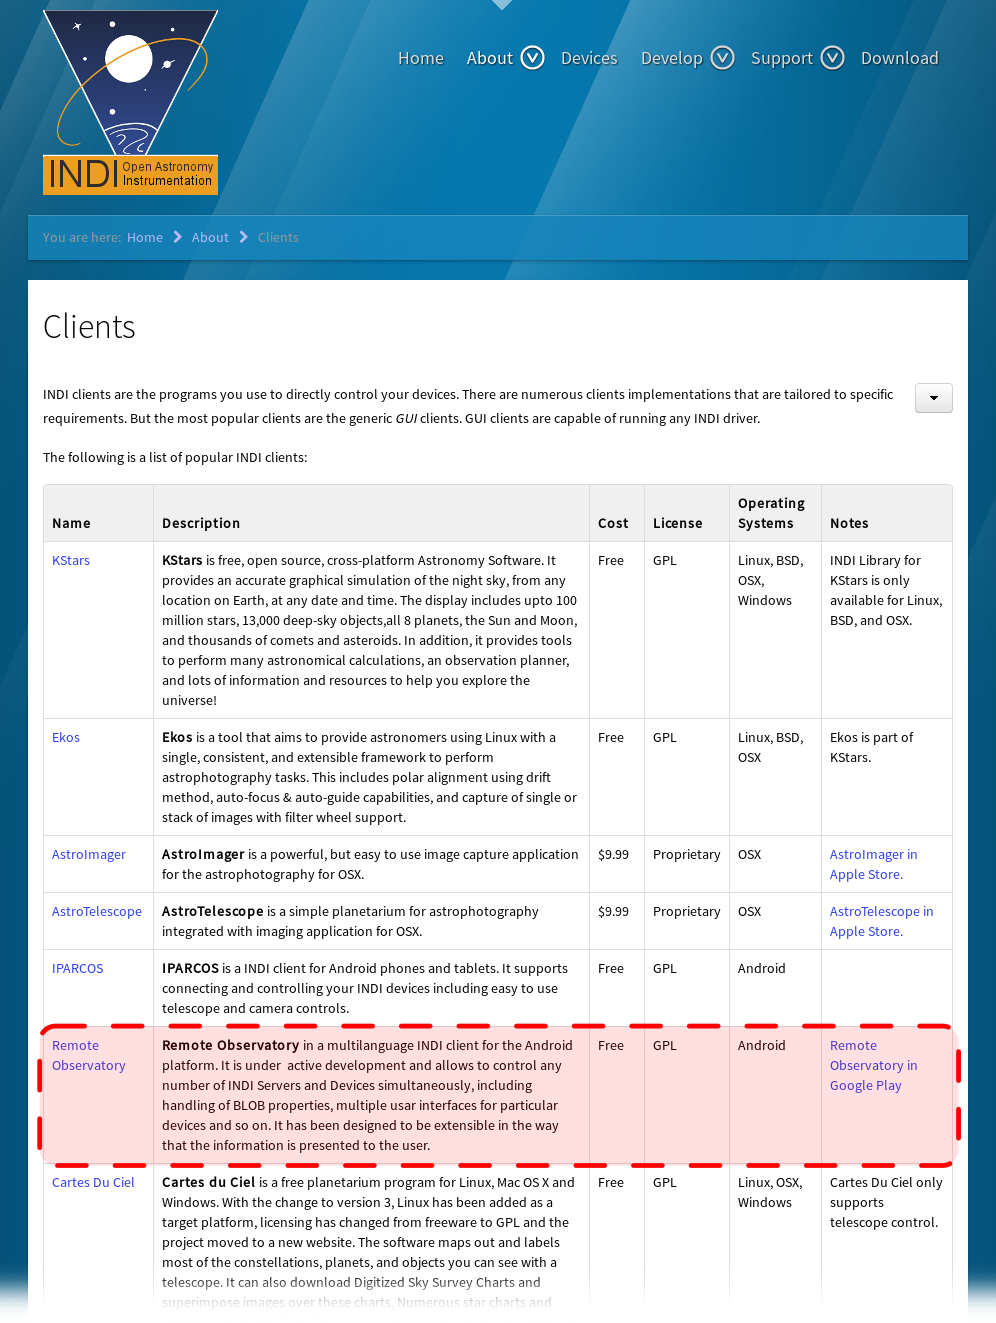 Home About Devices Develop Support Download
INDI Open Astronomy
Instrumentation
You are here: Home About Clients
Clients
INDI clients are the programs you use to directly control your devices. There are numerous clients implementations that are tailored to specific
requirements. But the most popular clients are the generic GUI clients. GUI clients are capable of running any INDI driver.
The following is a list of popular INDI clients:
Name Description Cost License Operating Systems Notes
KStars
KStars is free, open source, cross-platform Astronomy Software. It
provides an accurate graphical simulation of the night sky, from any
location on Earth, at any date and time. The display includes upto 100
million stars, 13,000 deep-sky objects,all 8 planets, the Sun and Moon,
and thousands of comets and asteroids. In addition, it provides tools
to perform many astronomical calculations, an observation planner,
and lots of information and resources to help you explore the
universe!
Free
GPL
Linux, BSD,
OSX,
Windows
INDI Library for
KStars is only
available for Linux,
BSD, and OSX.
Ekos
Ekos is a tool that aims to provide astronomers using Linux with a
single, consistent, and extensible framework to perform
astrophotography tasks. This includes polar alignment using drift
method, auto-focus & auto-guide capabilities, and capture of single or
stack of images with filter wheel support.
Free
GPL
Linux, BSD,
OSX
Ekos is part of
KStars.
AstroImager
AstroImager is a powerful, but easy to use image capture application
for the astrophotography for OSX.
$9.99
Proprietary
OSX
AstroImager in
Apple Store.
AstroTelescope
AstroTelescope is a simple planetarium for astrophotography
integrated with imaging application for OSX.
$9.99
Proprietary
OSX
AstroTelescope in
Apple Store.
IPARCOS
IPARCOS is a INDI client for Android phones and tablets. It supports
connecting and controlling your INDI devices including easy to use
telescope and camera controls.
Free
GPL
Android
Remote
Observatory
Remote Observatory in a multilanguage INDI client for the Android
platform. It is under active development and allows to control any
number of INDI Servers and Devices simultaneously, including
handling of BLOB properties, multiple usar interfaces for particular
devices and so on. It has been designed to be extensible in the way
that the information is presented to the user.
Free
GPL
Android
Remote
Observatory in
Google Play
Cartes Du Ciel
Cartes du Ciel is a free planetarium program for Linux, Mac OS X and
Windows. With the change to version 3, Linux has been added as a
target platform, licensing has changed from freeware to GPL and the
project moved to a new website. The software maps out and labels
most of the constellations, planets, and objects you can see with a
telescope. It can also download Digitized Sky Survey Charts and
superimpose images over these charts. Numerous star charts and
Free
GPL
Linux, OSX,
Windows
Cartes Du Ciel only
supports
telescope control.